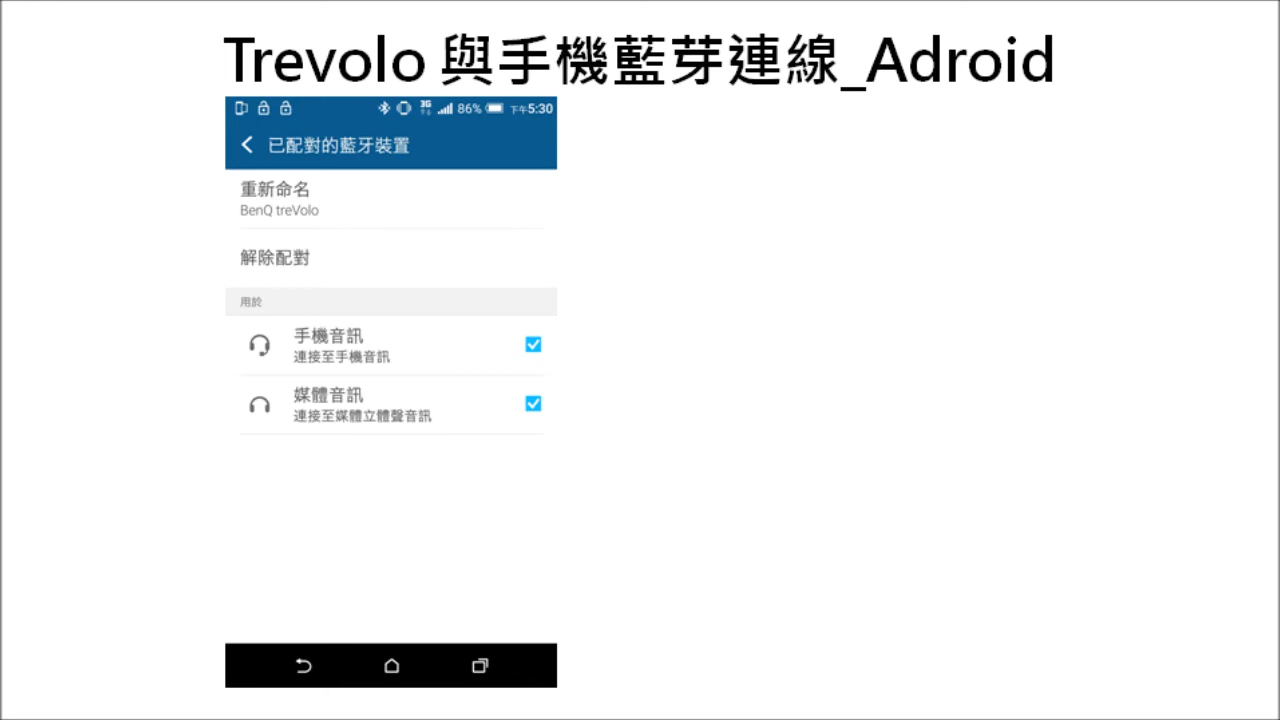 Trevolo 與手機藍芽連線_Adroid
3G 86% 下午5:30
已配對的藍牙裝置
重新命名
BenQ treVolo
解除配對
用於
手機音訊
連接至手機音訊
媒體音訊
連接至媒體立體聲音訊